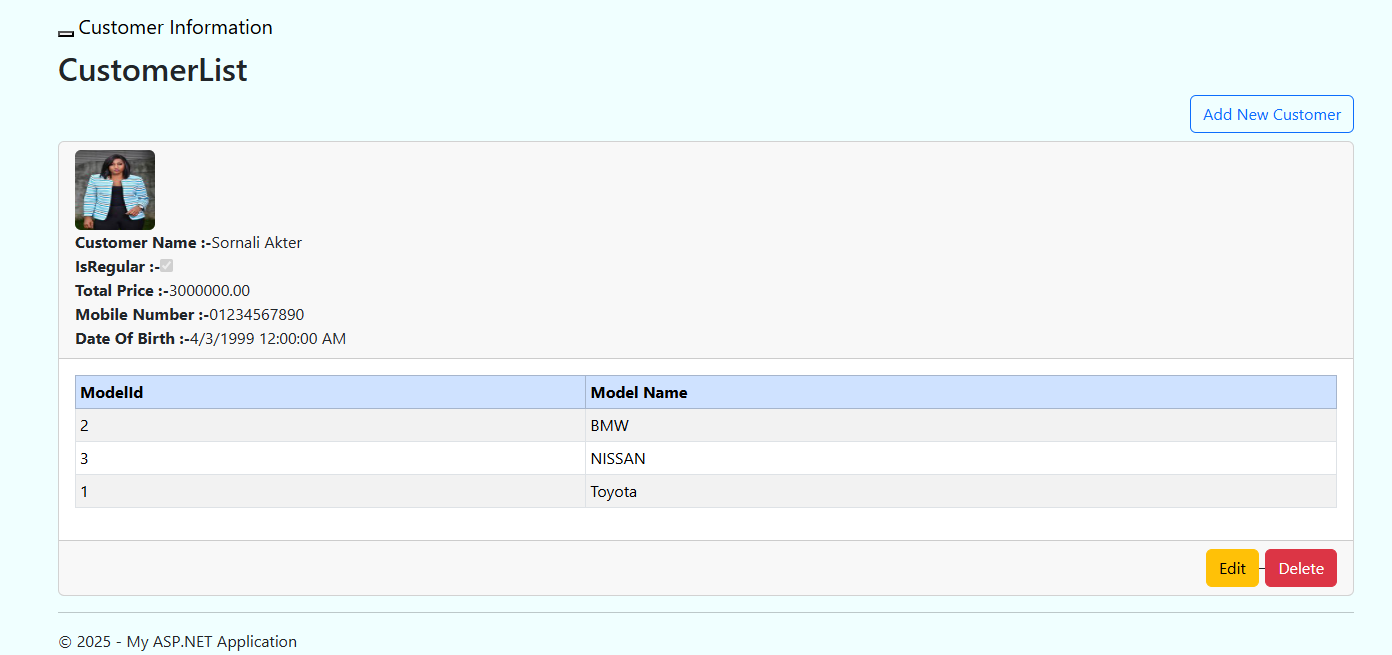 Customer Information
CustomerList
Add New Customer
Customer Name :-Sornali Akter
IsRegular :-
Total Price :-3000000.00
Mobile Number :-01234567890
Date Of Birth :-4/3/1999 12:00:00 AM
ModelId Model Name
2 BMW
3 NISSAN
1 Toyota
Edit Delete
© 2025 - My ASP.NET Application